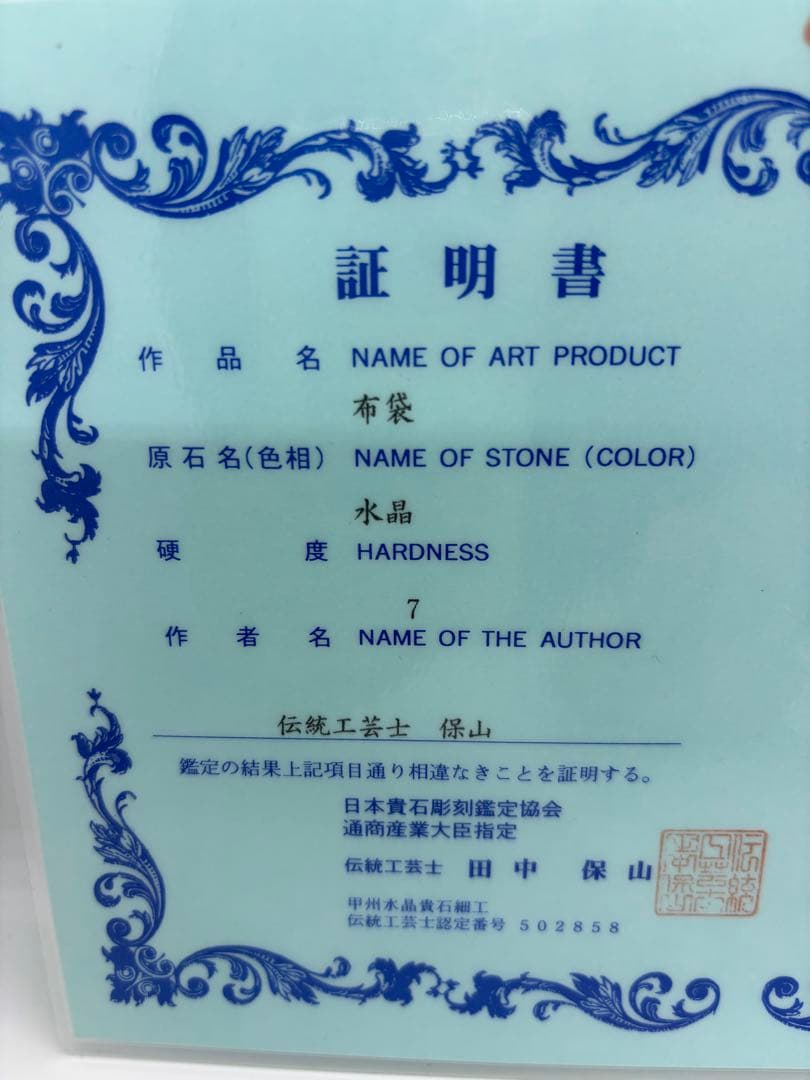 証明書
作品名 NAME OF ART PRODUCT
布袋
原石名(色相) NAME OF STONE (COLOR)
水晶
硬度 HARDNESS
7
作者名 NAME OF THE AUTHOR
伝統工芸士 保山
鑑定の結果上記項目通り相違なきことを証明する。
日本貴石彫刻鑑定協会
通商産業大臣指定
伝統工芸士 田中 保山
甲州水晶貴石細工
伝統工芸士認定番号 502858